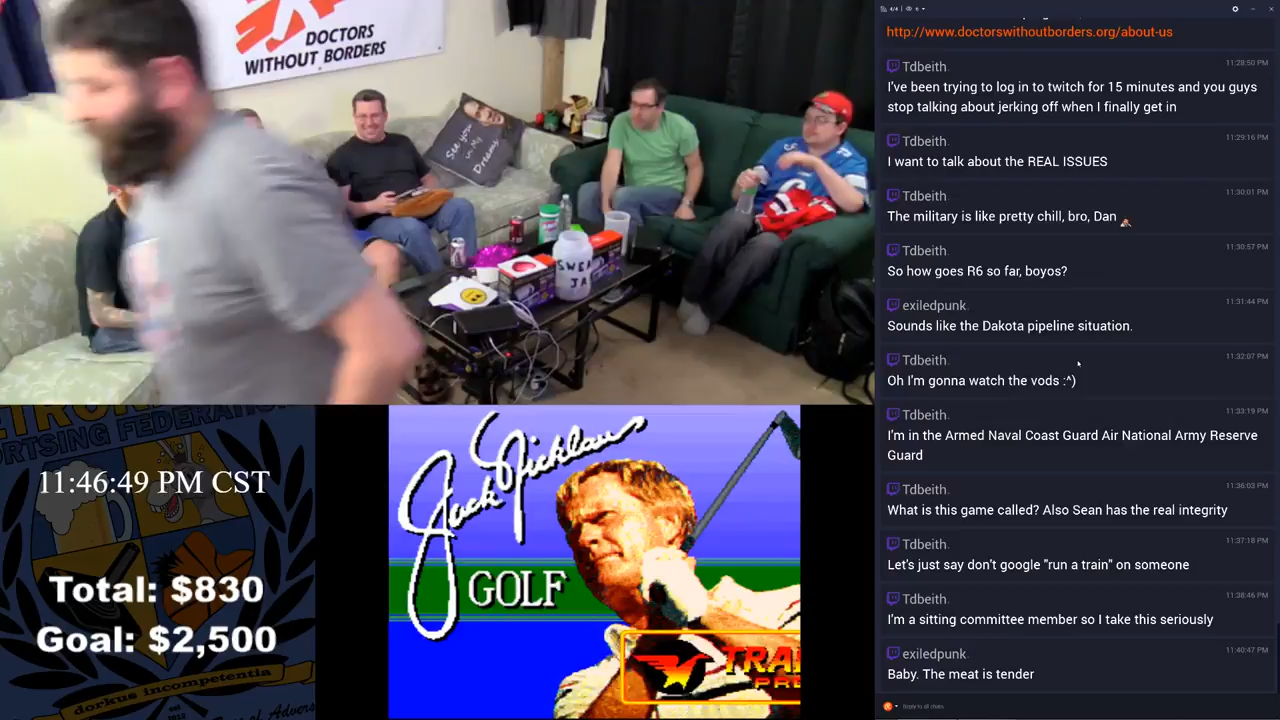 DOCTORS
WITHOUT BORDERS
See you
in My
Dreams
SWEAR
JA
SPORTSING FEDERATION
11:46:49 PM CST
Total: $830
Goal: $2,500
dorkus incompetentia
Jack Nicklaus
GOLF
4/4
http://www.doctorswithoutborders.org/about-us
Tdbeith. 11:28:50 PM
I've been trying to log in to twitch for 15 minutes and you guys
stop talking about jerking off when I finally get in
Tdbeith. 11:29:16 PM
I want to talk about the REAL ISSUES
Tdbeith. 11:30:01 PM
The military is like pretty chill, bro, Dan
Tdbeith. 11:30:57 PM
So how goes R6 so far, boyos?
exiledpunk. 11:31:44 PM
Sounds like the Dakota pipeline situation.
Tdbeith. 11:32:07 PM
Oh I'm gonna watch the vods :^)
Tdbeith. 11:33:19 PM
I'm in the Armed Naval Coast Guard Air National Army Reserve
Guard
Tdbeith. 11:36:03 PM
What is this game called? Also Sean has the real integrity
Tdbeith. 11:37:18 PM
Let's just say don't google "run a train" on someone
Tdbeith. 11:38:46 PM
I'm a sitting committee member so I take this seriously
exiledpunk. 11:40:47 PM
Baby. The meat is tender
Reply to all chats